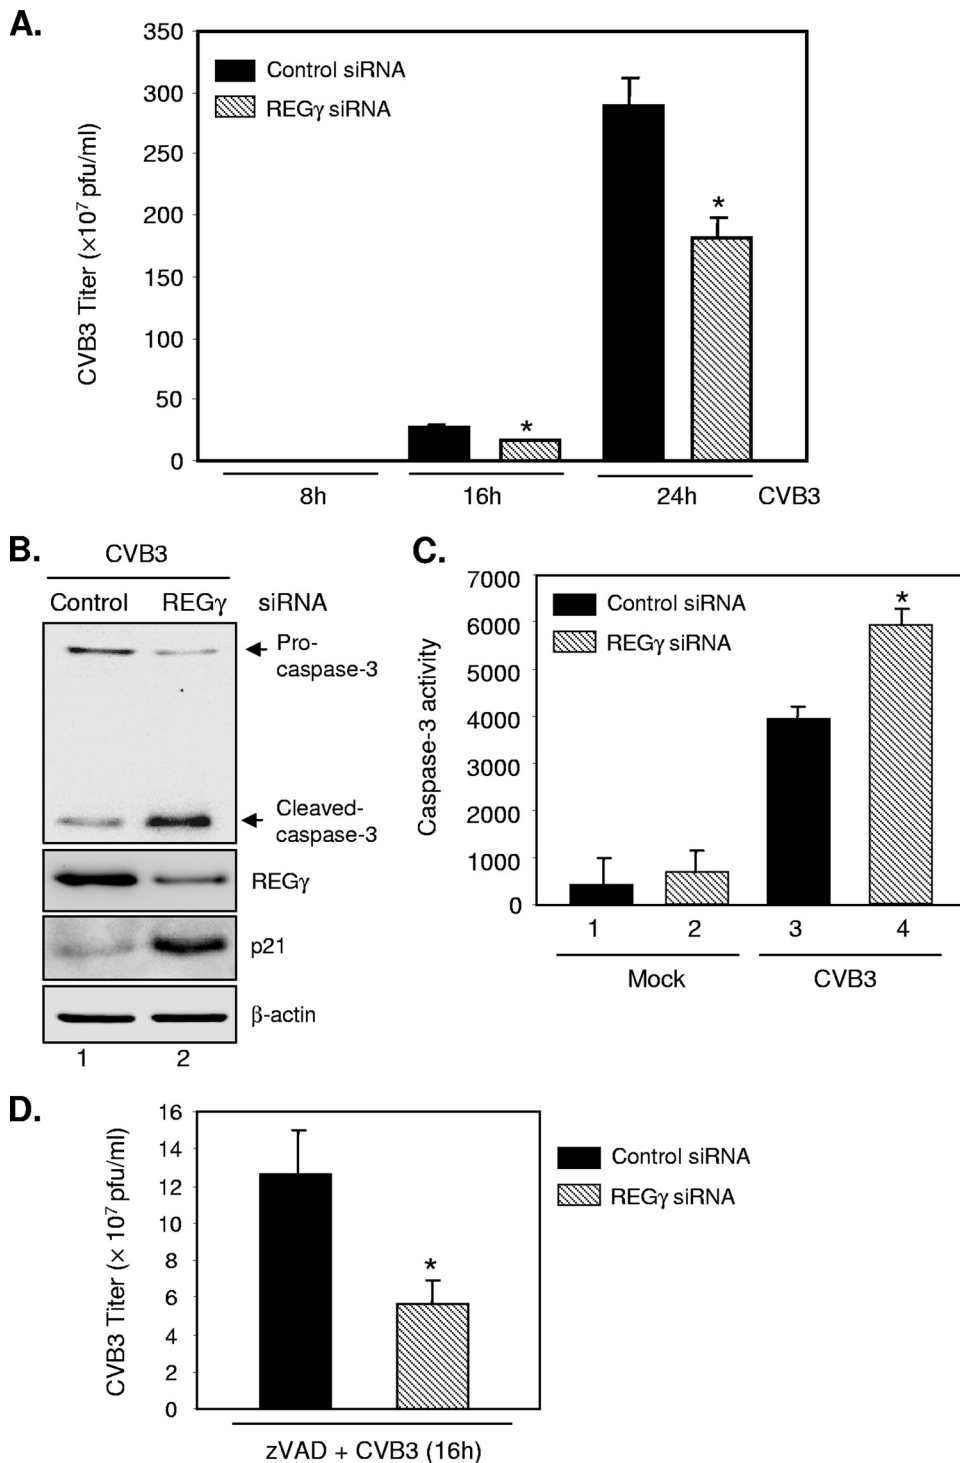 A.
350
300
250
200
150
100
50
0
CVB3 Titer (×10⁷ pfu/ml)
Control siRNA
REGγ siRNA
*
*
8h 16h 24h CVB3
B.
CVB3
Control REGγ siRNA
Pro-
caspase-3
Cleaved-
caspase-3
REGγ
p21
β-actin
1 2
C.
7000
6000
5000
4000
3000
2000
1000
0
Caspase-3 activity
Control siRNA
REGγ siRNA
*
1 2 3 4
Mock CVB3
D.
16
14
12
10
8
6
4
2
0
CVB3 Titer (× 10⁷ pfu/ml)
*
Control siRNA
REGγ siRNA
zVAD + CVB3 (16h)